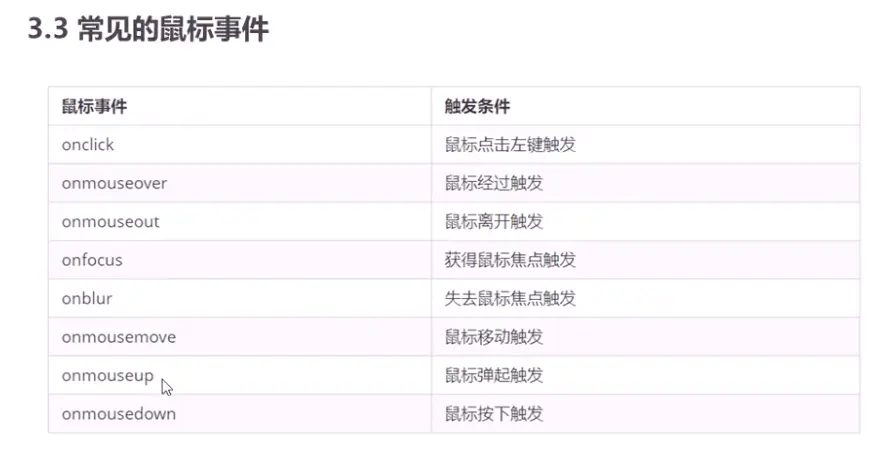 3.3 常见的鼠标事件
鼠标事件 触发条件
onclick 鼠标点击左键触发
onmouseover 鼠标经过触发
onmouseout 鼠标离开触发
onfocus 获得鼠标焦点触发
onblur 失去鼠标焦点触发
onmousemove 鼠标移动触发
onmouseup 鼠标弹起触发
onmousedown 鼠标按下触发